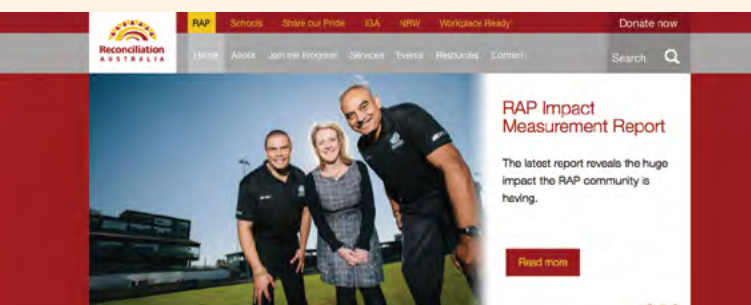 RAP Schools Share our Pride IGA NRW Workplace Ready Donate now
Reconciliation
AUSTRALIA
Home About Join the Program Services Events Resources Contact Search
RAP Impact
Measurement Report
The latest report reveals the huge
impact the RAP community is
having.
Read more